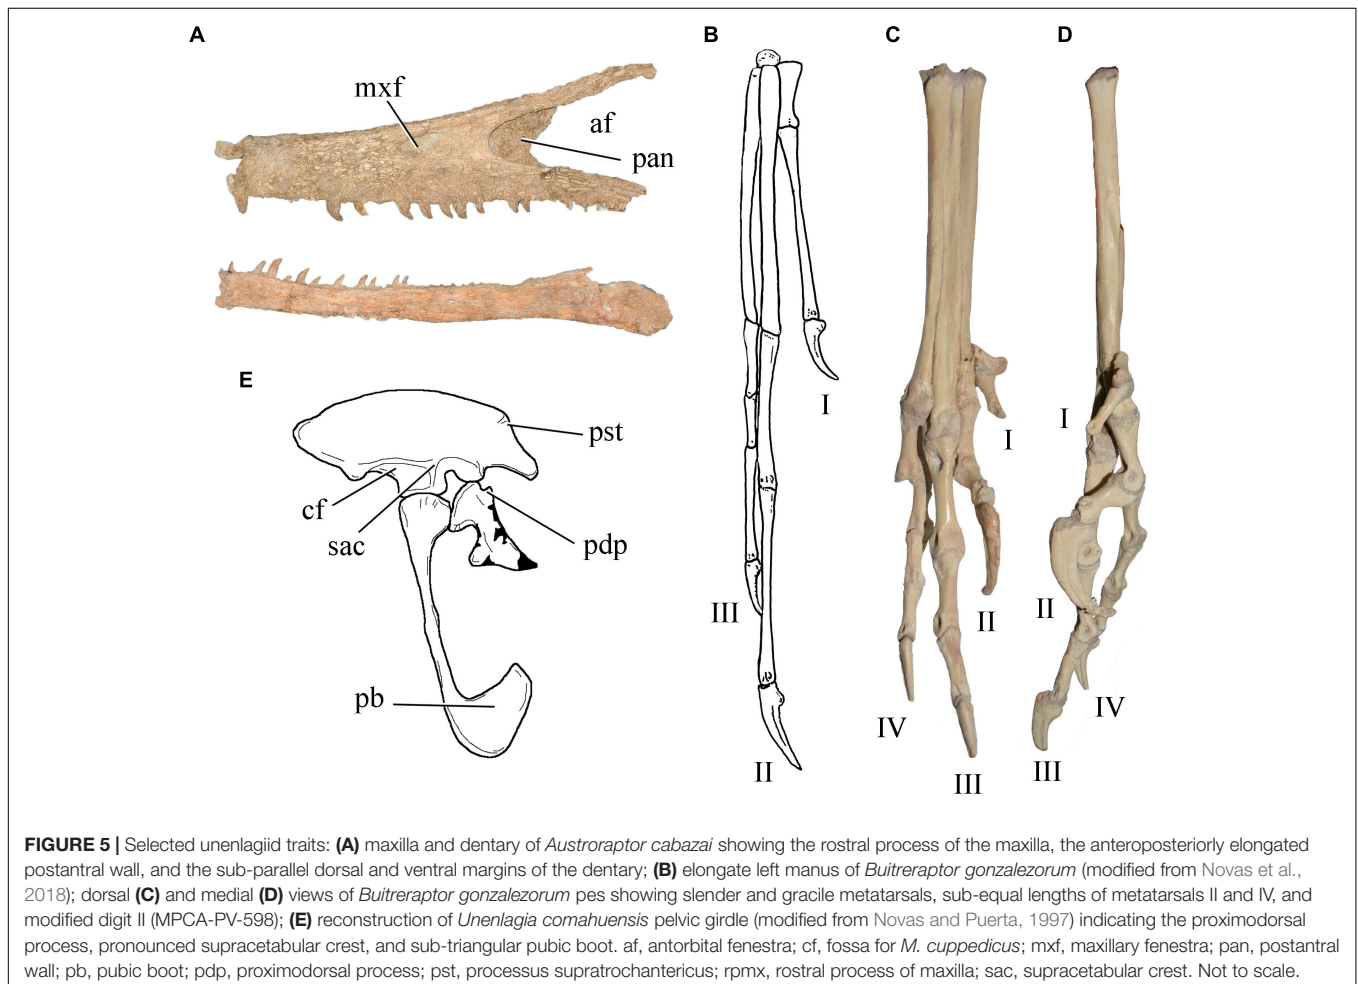 A
B
C
D
mxf
af
pan
E
pst
cf
sac
pdp
pb
I
III
II
I
II
IV
III
I
II
IV
III
FIGURE 5 | Selected unenlagiid traits: (A) maxilla and dentary of Austroraptor cabazai showing the rostral process of the maxilla, the anteroposteriorly elongated
postantral wall, and the sub-parallel dorsal and ventral margins of the dentary; (B) elongate left manus of Buitreraptor gonzalezorum (modified from Novas et al.,
2018); dorsal (C) and medial (D) views of Buitreraptor gonzalezorum pes showing slender and gracile metatarsals, sub-equal lengths of metatarsals II and IV, and
modified digit II (MPCA-PV-598); (E) reconstruction of Unenlagia comahuensis pelvic girdle (modified from Novas and Puerta, 1997) indicating the proximodorsal
process, pronounced supracetabular crest, and sub-triangular pubic boot. af, antorbital fenestra; cf, fossa for M. cuppedicus; mxf, maxillary fenestra; pan, postantral
wall; pb, pubic boot; pdp, proximodorsal process; pst, processus supratrochantericus; rpmx, rostral process of maxilla; sac, supracetabular crest. Not to scale.